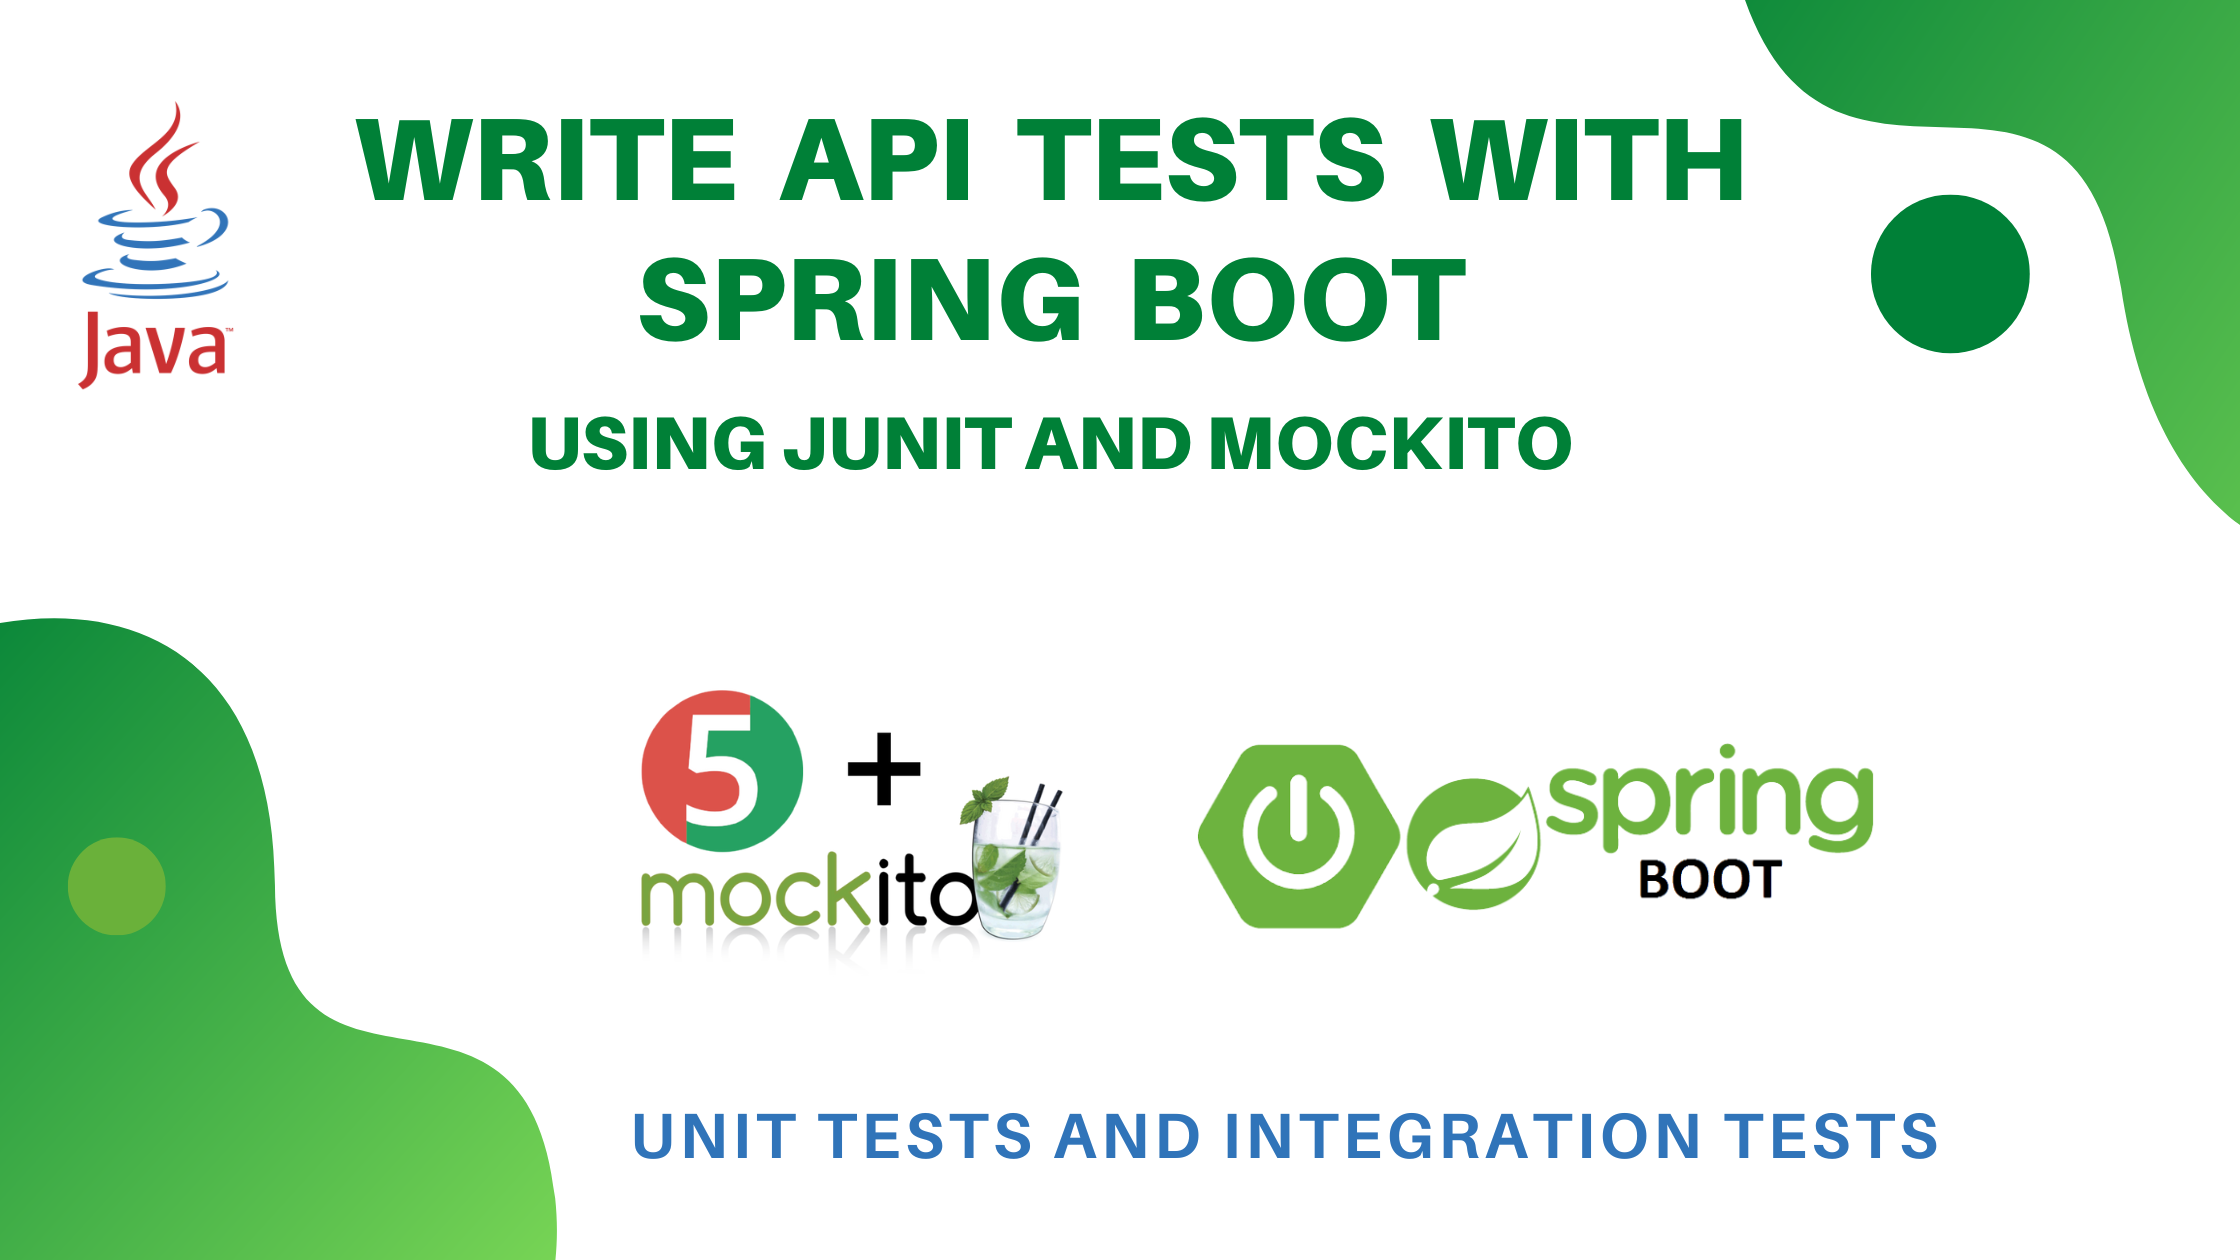 WRITE API TESTS WITH
SPRING BOOT
USING JUNIT AND MOCKITO
Java™
5
+
mockito
spring
BOOT
UNIT TESTS AND INTEGRATION TESTS